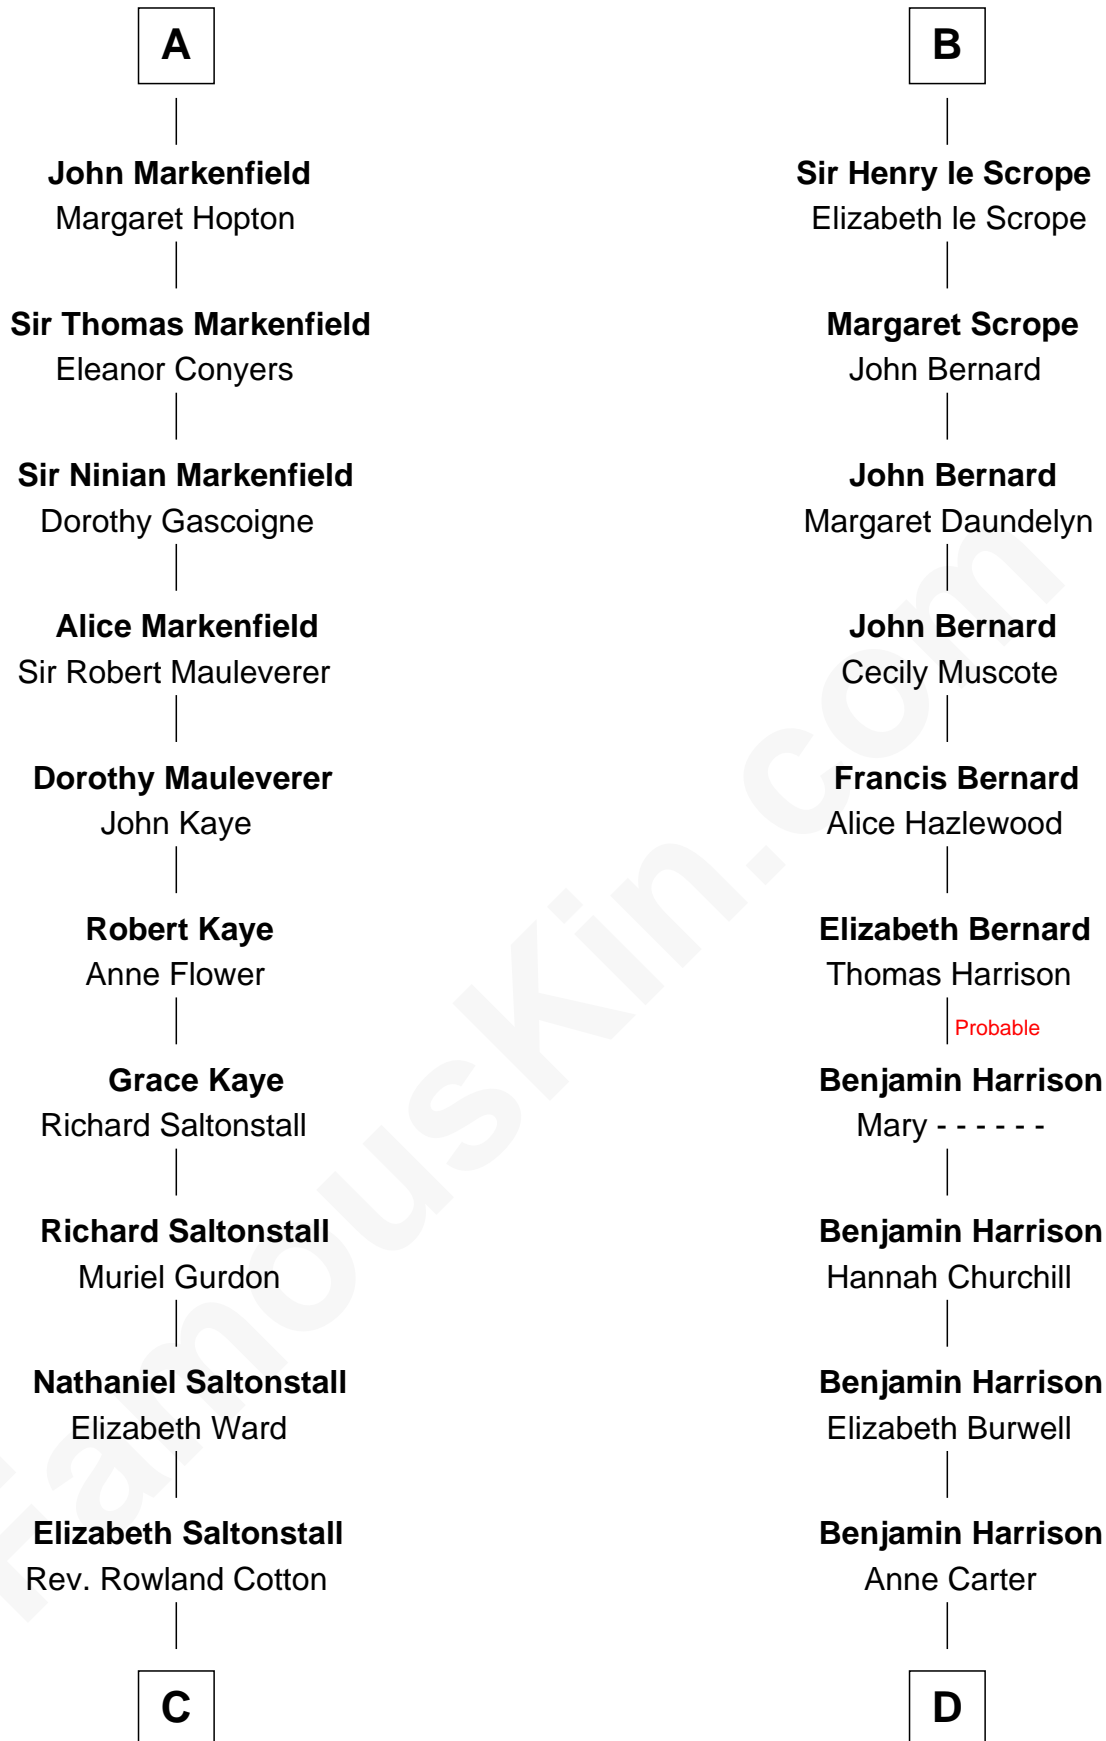 A
John Markenfield
Margaret Hopton
Sir Thomas Markenfield
Eleanor Conyers
Sir Ninian Markenfield
Dorothy Gascoigne
Alice Markenfield
Sir Robert Mauleverer
Dorothy Mauleverer
John Kaye
Robert Kaye
Anne Flower
Grace Kaye
Richard Saltonstall
Richard Saltonstall
Muriel Gurdon
Nathaniel Saltonstall
Elizabeth Ward
Elizabeth Saltonstall
Rev. Rowland Cotton
C
B
Sir Henry le Scrope
Elizabeth le Scrope
Margaret Scrope
John Bernard
John Bernard
Margaret Daundelyn
John Bernard
Cecily Muscote
Francis Bernard
Alice Hazlewood
Elizabeth Bernard
Thomas Harrison
Probable
Benjamin Harrison
Mary - - - - - -
Benjamin Harrison
Hannah Churchill
Benjamin Harrison
Elizabeth Burwell
Benjamin Harrison
Anne Carter
D
FamousKin.com